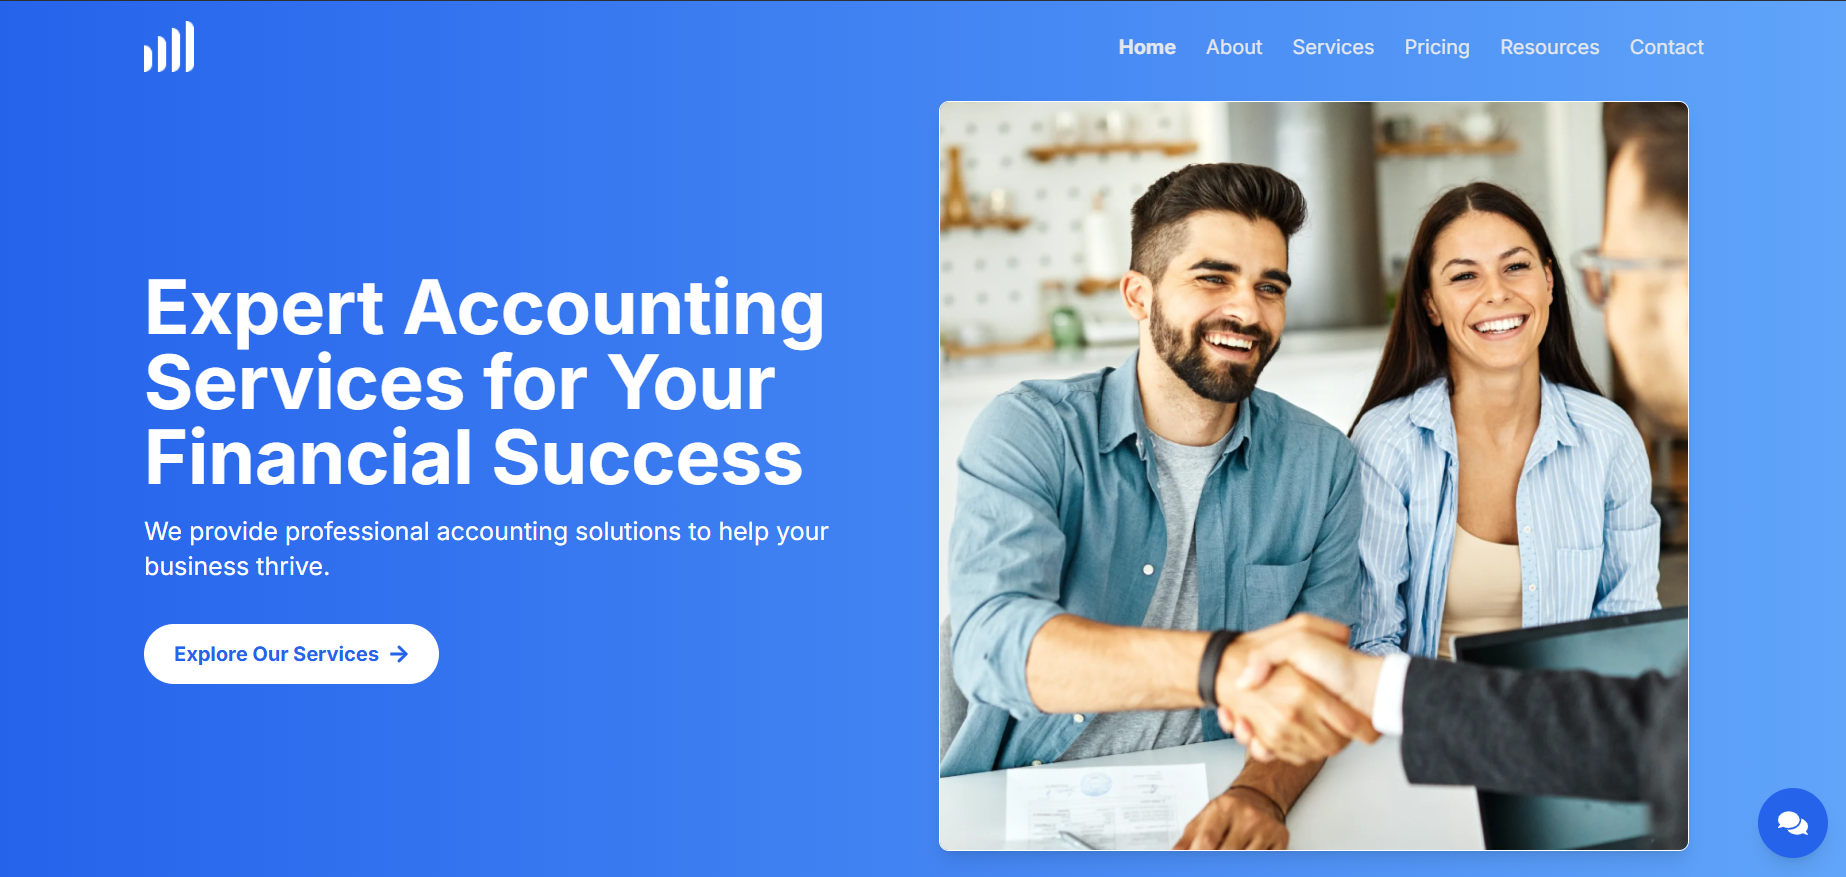 Home About Services Pricing Resources Contact
Expert Accounting
Services for Your
Financial Success
We provide professional accounting solutions to help your
business thrive.
Explore Our Services